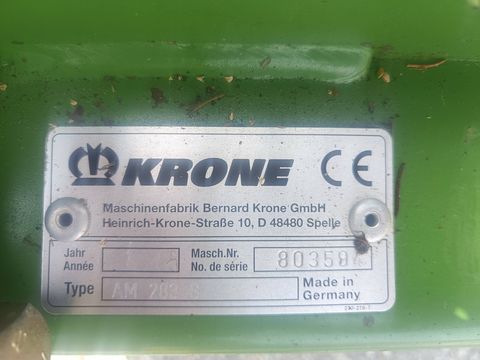 KRONE CE
Maschinenfabrik Bernard Krone GmbH
Heinrich-Krone-Straße 10, D 48480 Spelle
Jahr Masch.Nr.
Année No. de série
Type AM Made in
Germany